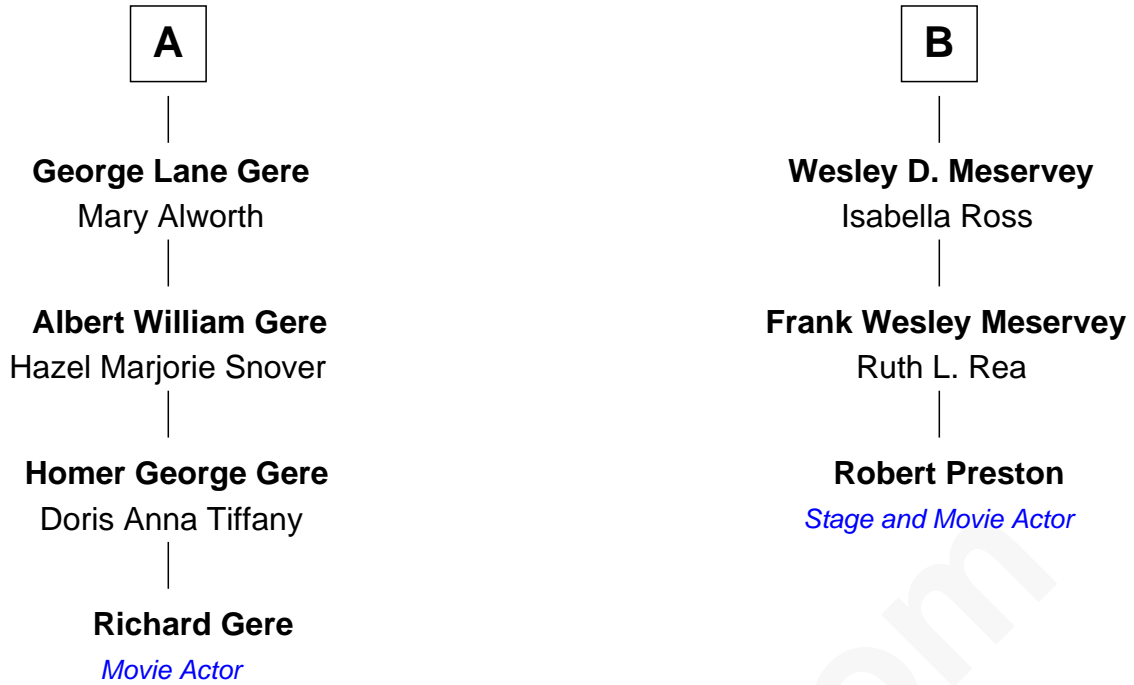 A
George Lane Gere
Mary Alworth
Albert William Gere
Hazel Marjorie Snover
Homer George Gere
Doris Anna Tiffany
Richard Gere
Movie Actor
B
Wesley D. Meservey
Isabella Ross
Frank Wesley Meservey
Ruth L. Rea
Robert Preston
Stage and Movie Actor
om